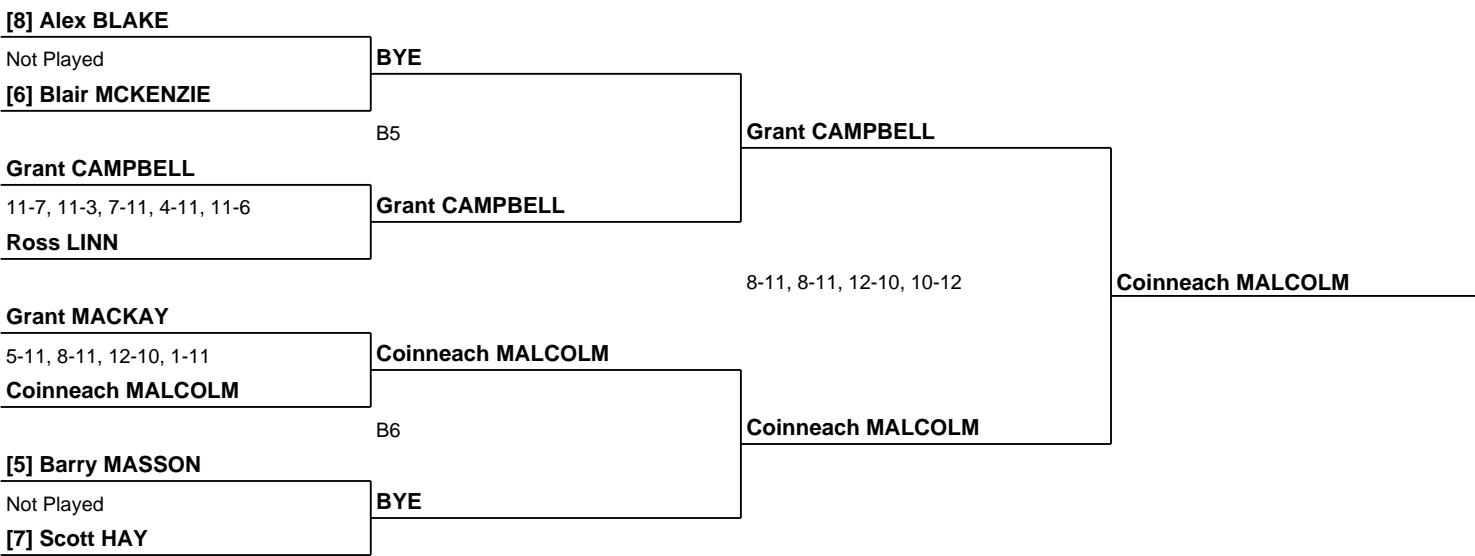 [8] Alex BLAKE
Not Played
BYE
[6] Blair MCKENZIE
B5
Grant CAMPBELL
Grant CAMPBELL
11-7, 11-3, 7-11, 4-11, 11-6
Grant CAMPBELL
Ross LINN
8-11, 8-11, 12-10, 10-12
Coinneach MALCOLM
Grant MACKAY
5-11, 8-11, 12-10, 1-11
Coinneach MALCOLM
Coinneach MALCOLM
B6
Coinneach MALCOLM
[5] Barry MASSON
Not Played
BYE
[7] Scott HAY